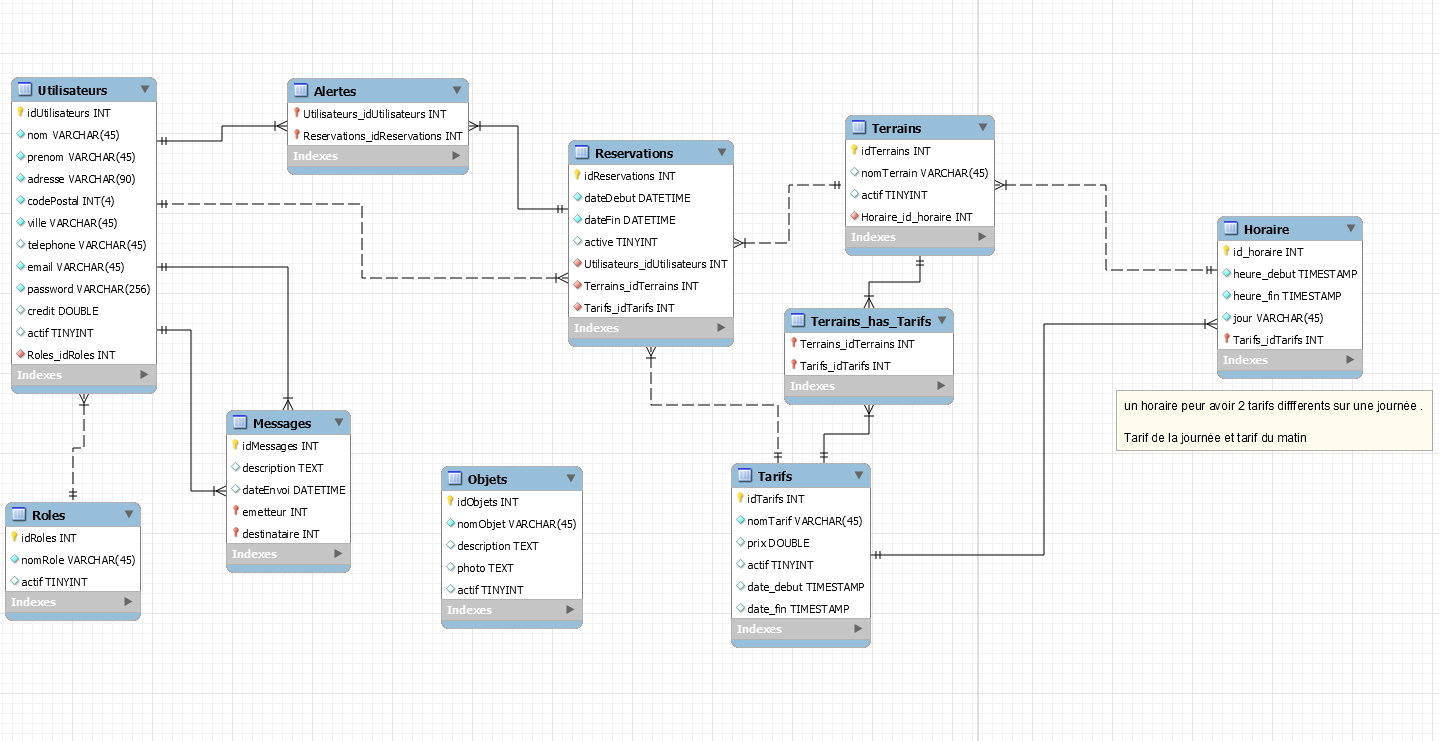 Utilisateurs
idUtilisateurs INT
nom VARCHAR(45)
prenom VARCHAR(45)
adresse VARCHAR(90)
codePostal INT(4)
ville VARCHAR(45)
telephone VARCHAR(45)
email VARCHAR(45)
password VARCHAR(256)
credit DOUBLE
actif TINYINT
Roles_idRoles INT
Indexes
Alertes
Utilisateurs_idUtilisateurs INT
Reservations_idReservations INT
Indexes
Reservations
idReservations INT
dateDebut DATETIME
dateFin DATETIME
active TINYINT
Utilisateurs_idUtilisateurs INT
Terrains_idTerrains INT
Tarifs_idTarifs INT
Indexes
Terrains
idTerrains INT
nomTerrain VARCHAR(45)
actif TINYINT
Horaire_id_horaire INT
Indexes
Horaire
id_horaire INT
heure_debut TIMESTAMP
heure_fin TIMESTAMP
jour VARCHAR(45)
Tarifs_idTarifs INT
Indexes
Terrains_has_Tarifs
Terrains_idTerrains INT
Tarifs_idTarifs INT
Indexes
un horaire peur avoir 2 tarifs diffferents sur une journée .
Tarif de la journée et tarif du matin
Messages
idMessages INT
description TEXT
dateEnvoi DATETIME
emetteur INT
destinataire INT
Indexes
Roles
idRoles INT
nomRole VARCHAR(45)
actif TINYINT
Indexes
Objets
idObjets INT
nomObjet VARCHAR(45)
description TEXT
photo TEXT
actif TINYINT
Indexes
Tarifs
idTarifs INT
nomTarif VARCHAR(45)
prix DOUBLE
actif TINYINT
date_debut TIMESTAMP
date_fin TIMESTAMP
Indexes